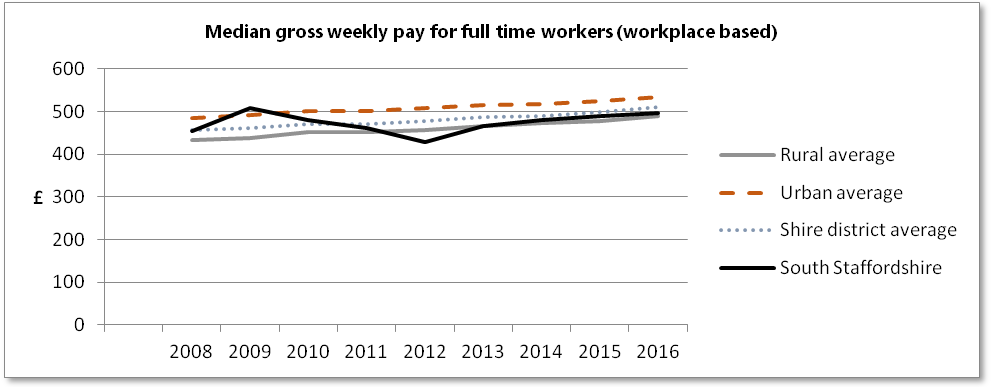 Median gross weekly pay for full time workers (workplace based)
600
500
400
£ 300
200
100
0
2008 2009 2010 2011 2012 2013 2014 2015 2016
Rural average
Urban average
Shire district average
South Staffordshire